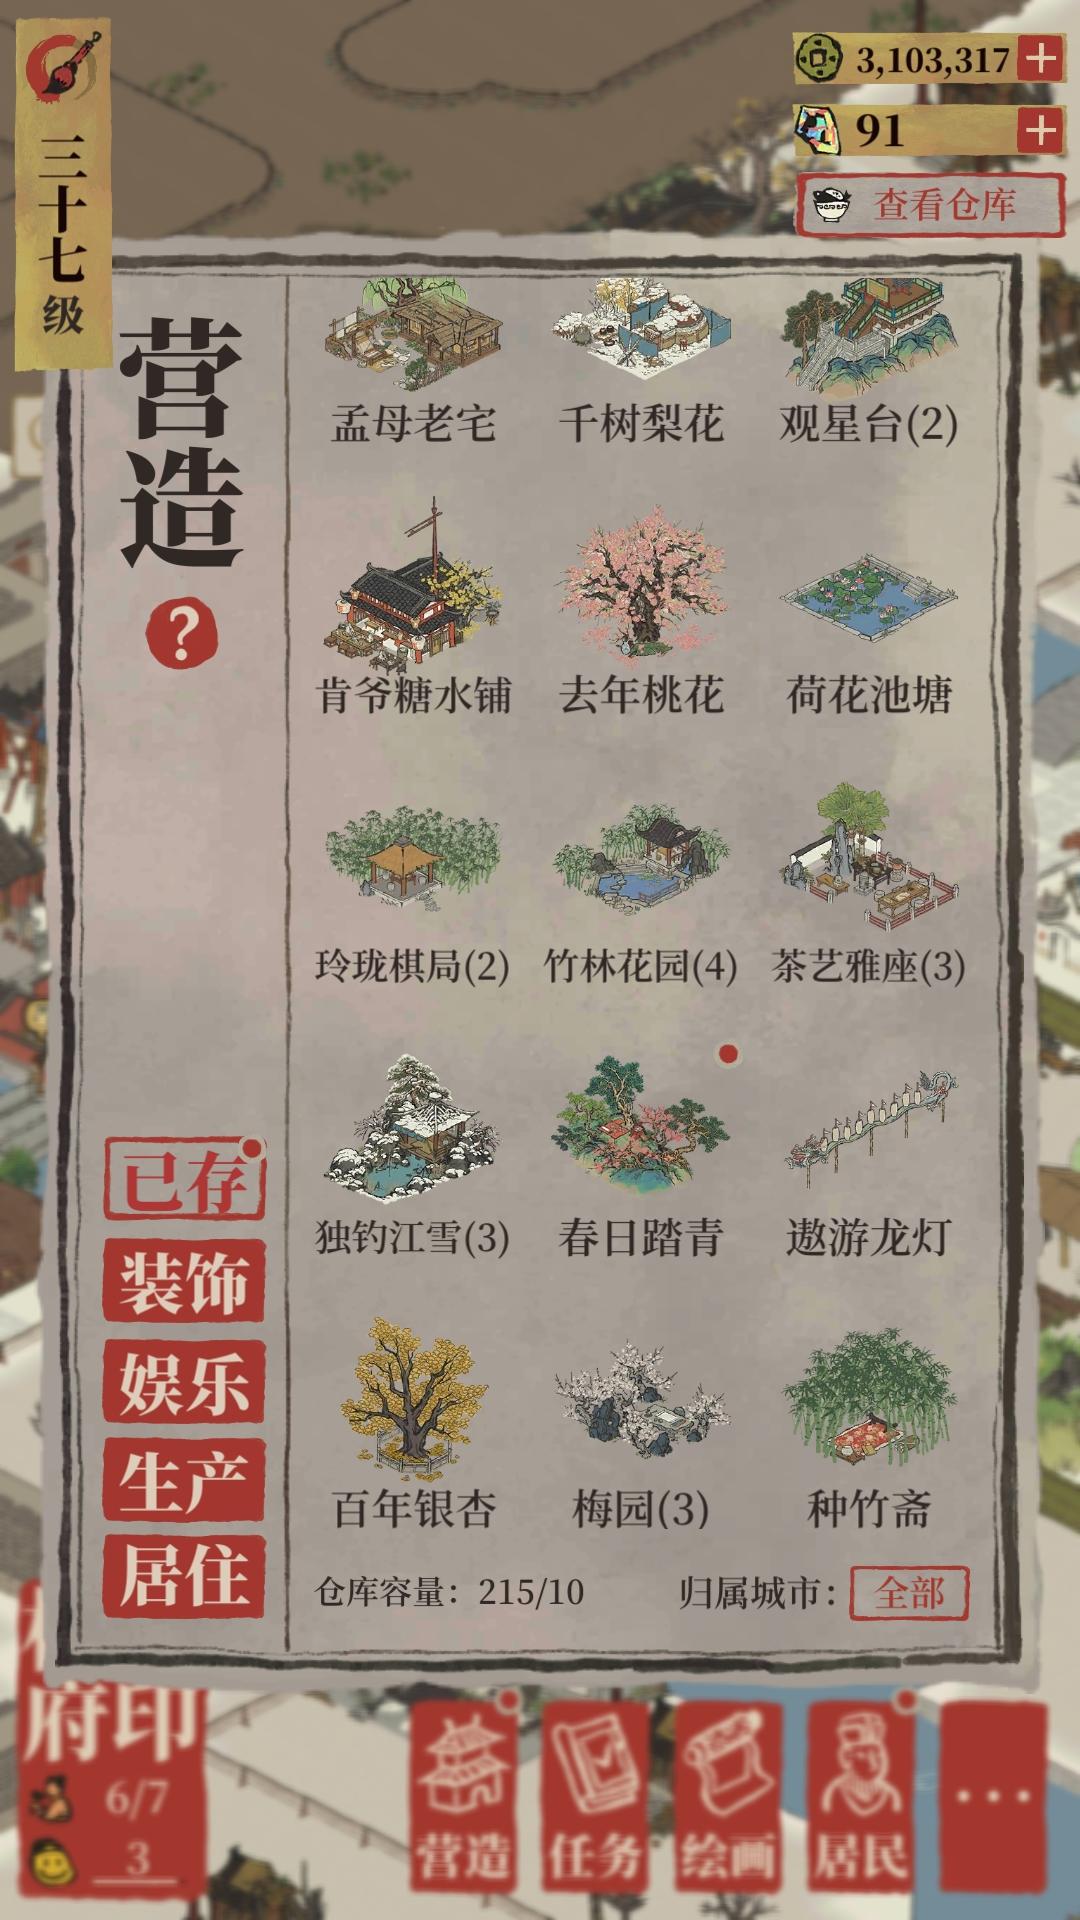 三十七级
3,103,317
91
查看仓库
营造
?
孟母老宅
千树梨花
观星台(2)
肯爷糖水铺
去年桃花
荷花池塘
玲珑棋局(2)
竹林花园(4)
茶艺雅座(3)
独钓江雪(3)
春日踏青
遨游龙灯
百年银杏
梅园(3)
种竹斋
已存
装饰
娱乐
生产
居住
仓库容量：215/10
归属城市：
全部
府印
6/7
3
营造
任务
绘画
居民
...